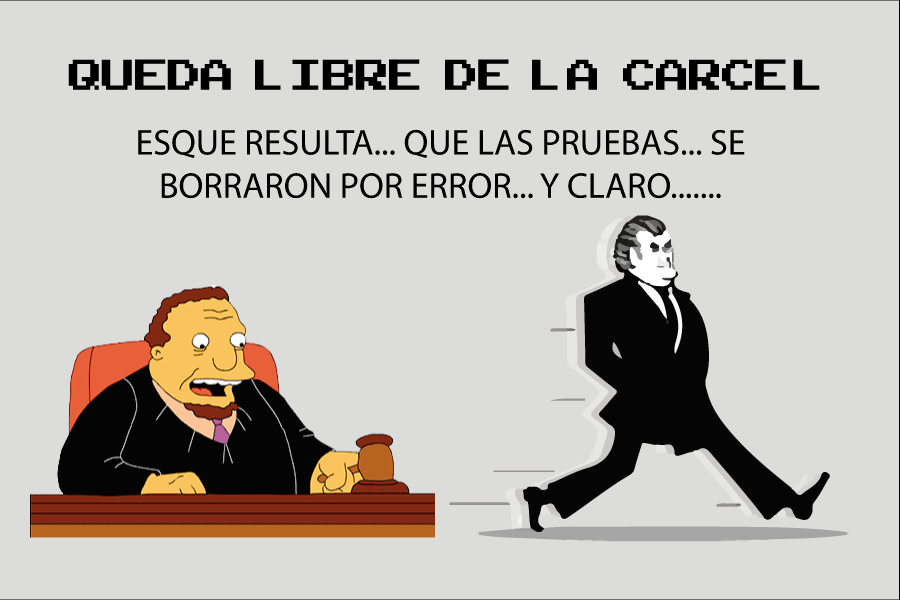 QUEDA LIBRE DE LA CARCEL
ESQUE RESULTA... QUE LAS PRUEBAS... SE
BORRARON POR ERROR... Y CLARO.......